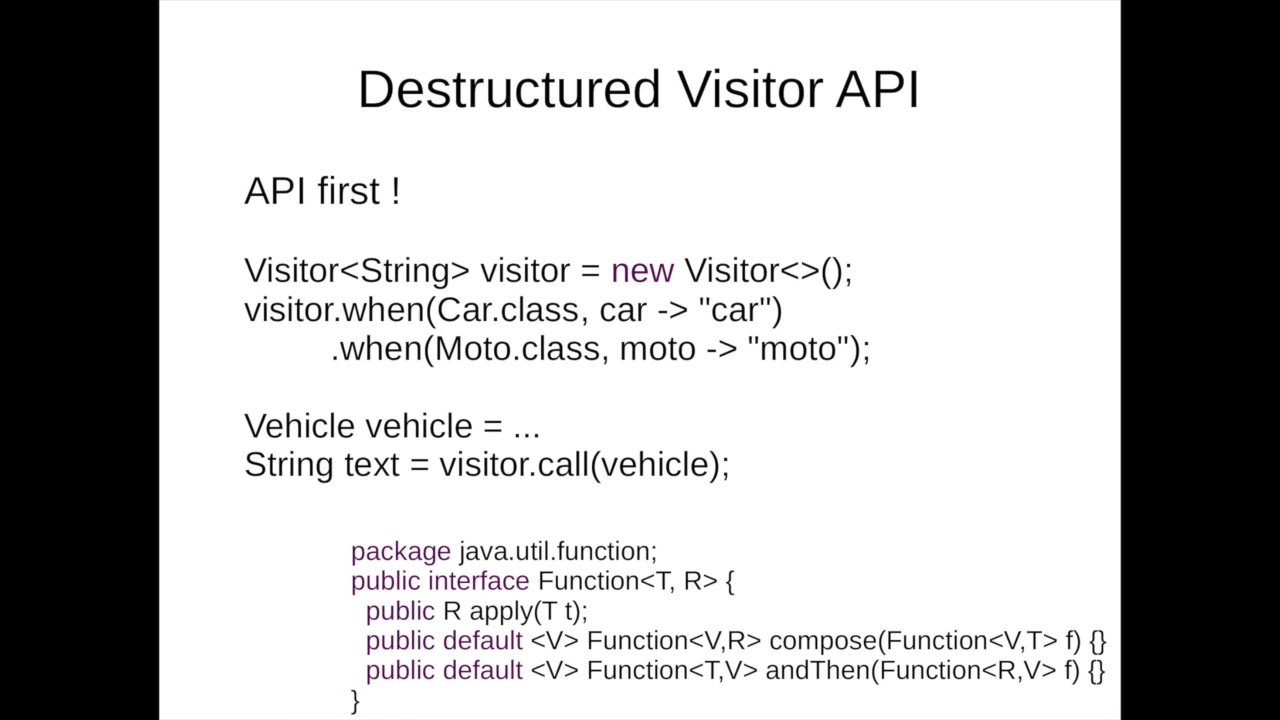 Destructured Visitor API
API first !
Visitor<String> visitor = new Visitor<>();
visitor.when(Car.class, car -> "car")
.when(Moto.class, moto -> "moto");
Vehicle vehicle = ...
String text = visitor.call(vehicle);
package java.util.function;
public interface Function<T, R> {
public R apply(T t);
public default <V> Function<V,R> compose(Function<V,T> f) {}
public default <V> Function<T,V> andThen(Function<R,V> f) {}
}